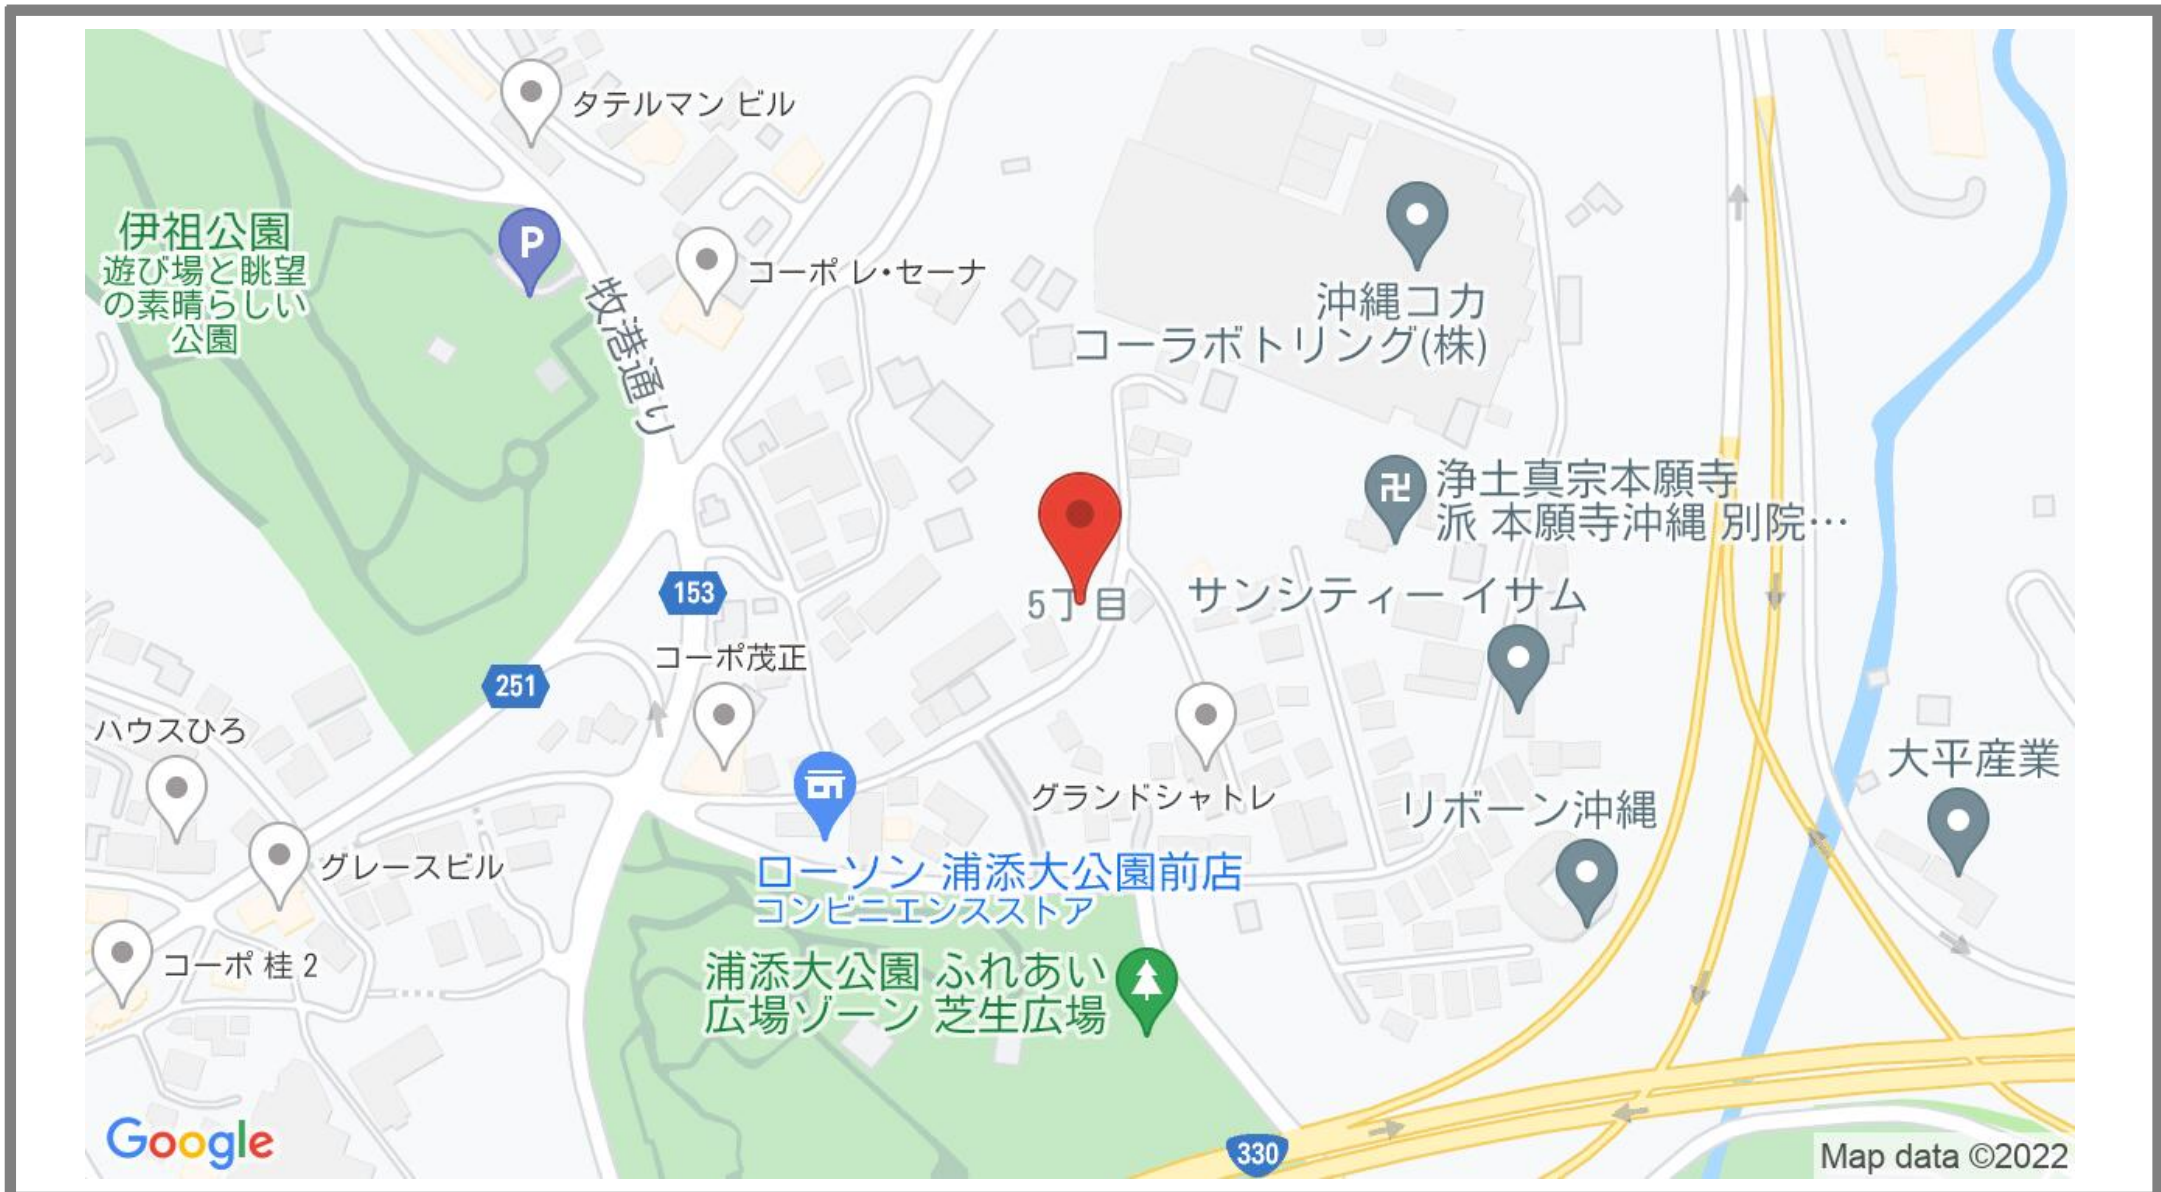 タテルマン ビル
伊祖公園
遊び場と眺望
の素晴らしい
公園
P
牧港通り
コーポ レ・セーナ
沖縄コカ
コーラボトリング(株)
浄土真宗本願寺
派 本願寺沖縄 別院…
153
5丁目
サンシティー イサム
コーポ茂正
251
ハウスひろ
グランドシャトレ
リボーン沖縄
大平産業
グレースビル
ローソン 浦添大公園前店
コンビニエンスストア
コーポ 桂 2
浦添大公園 ふれあい
広場ゾーン 芝生広場
330
Google
Map data ©2022